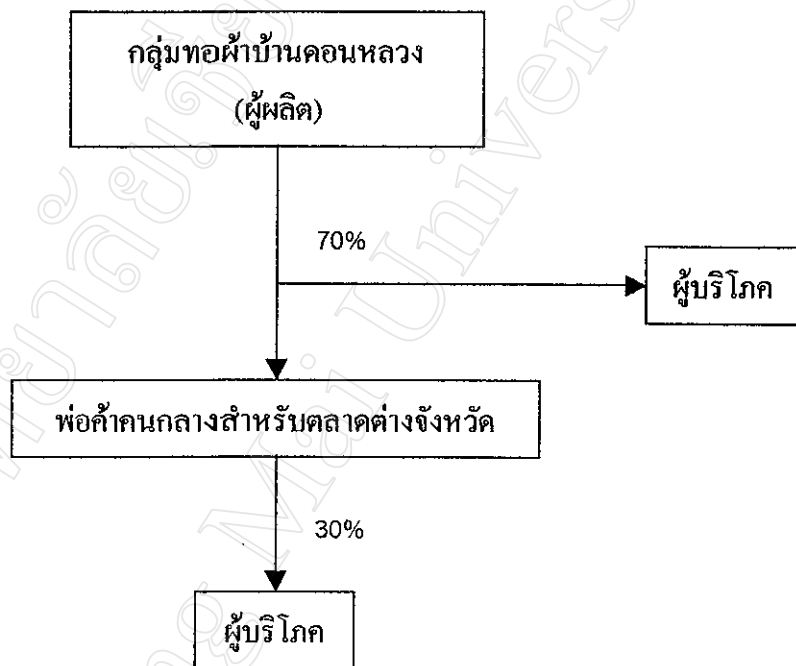 กลุ่มทอผ้าบ้านดอนหลวง
(ผู้ผลิต)
70%
ผู้บริโภค
พ่อค้าคนกลางสำหรับตลาดต่างจังหวัด
30%
ผู้บริโภค
Mai Univers